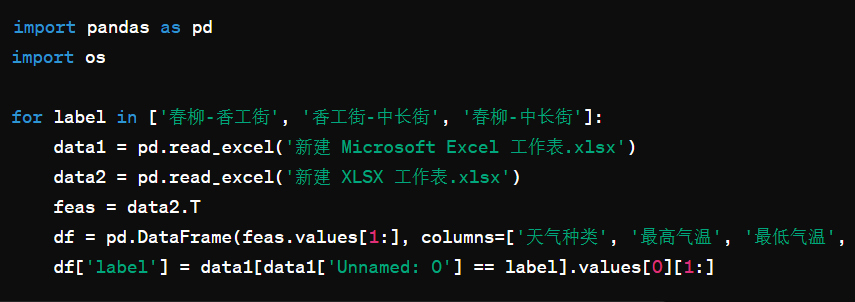 import pandas as pd
import os
for label in ['春柳-香工街', '香工街-中长街', '春柳-中长街']:
data1 = pd.read_excel('新建 Microsoft Excel 工作表.xlsx')
data2 = pd.read_excel('新建 XLSX 工作表.xlsx')
feas = data2.T
df = pd.DataFrame(feas.values[1:], columns=['天气种类', '最高气温', '最低气温',
df['label'] = data1[data1['Unnamed: 0'] == label].values[0][1:]